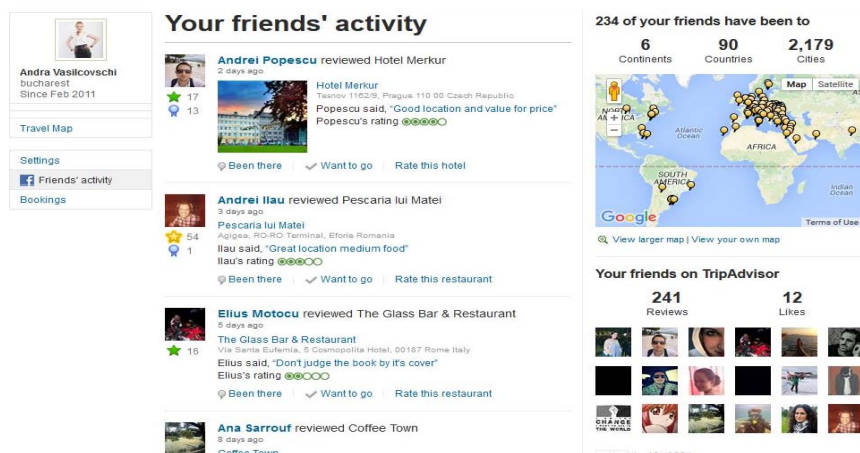 Andra Vasilcovschi
bucharest
Since Feb 2011
Travel Map
Settings
Friends' activity
Bookings
Your friends' activity
Andrei Popescu reviewed Hotel Merkur
2 days ago
17
13
Hotel Merkur
Tesnov 1162/9, Prague 110 00 Czech Republic
Popescu said, "Good location and value for price"
Popescu's rating
Been there Want to go Rate this hotel
Andrei Ilau reviewed Pescaria lui Matei
3 days ago
54
1
Pescaria lui Matei
Agigea, RO-RO Terminal, Eforie Romania
Ilau said, "Great location medium food"
Ilau's rating
Been there Want to go Rate this restaurant
Elius Motocu reviewed The Glass Bar & Restaurant
5 days ago
16
The Glass Bar & Restaurant
Via Santa Eufemia, 5 Cosmopolita Hotel, 00187 Rome Italy
Elius said, "Don't judge the book by it's cover"
Elius's rating
Been there Want to go Rate this restaurant
Ana Sarrouf reviewed Coffee Town
8 days ago
Coffee Town
234 of your friends have been to
6 90 2,179
Continents Countries Cities
Map Satellite
Atlantic
Ocean
AFRICA
SOUTH
AMERICA
Indian
Ocean
Google
Terms of Use
View larger map | View your own map
Your friends on TripAdvisor
241 12
Reviews Likes
CHANGE
THE WORLD